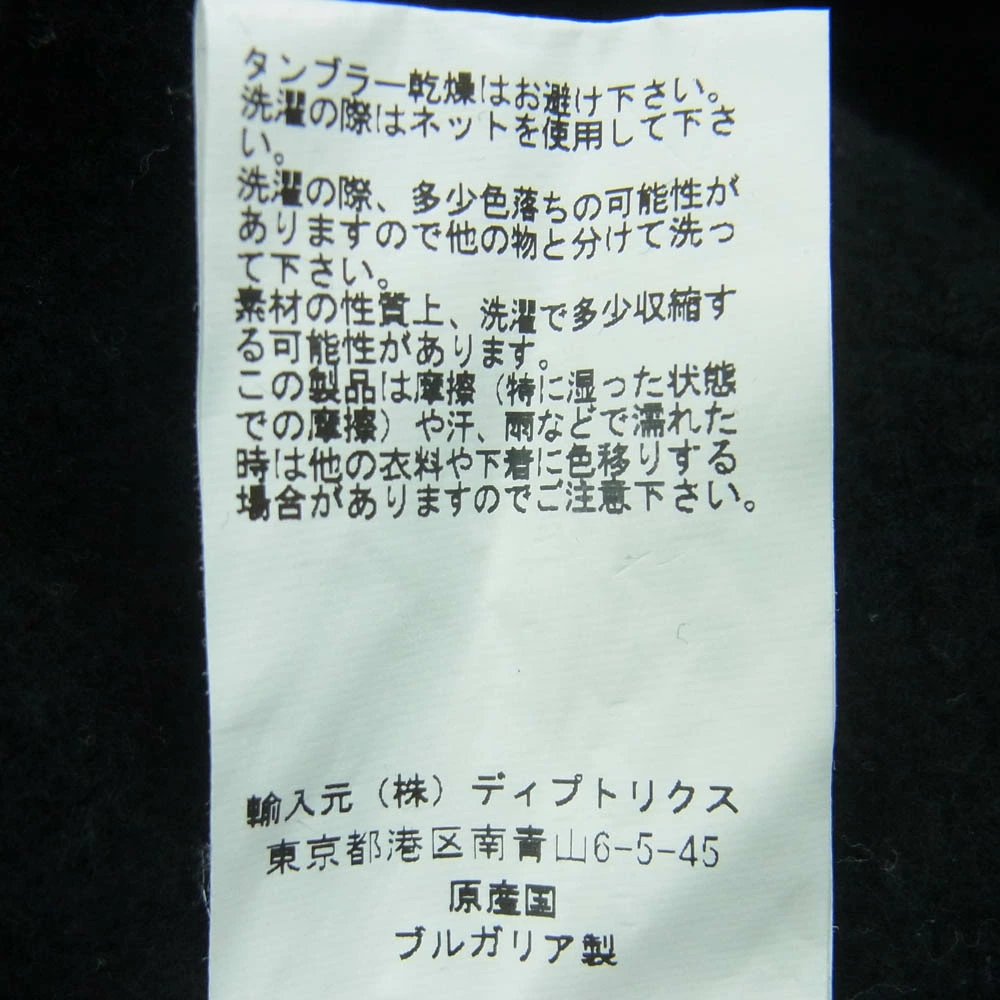 タンブラー乾燥はお避け下さい。
洗濯の際はネットを使用して下さ
い。
洗濯の際、多少色落ちの可能性が
ありますので他の物と分けて洗っ
て下さい。
素材の性質上、洗濯で多少収縮す
る可能性があります。
この製品は摩擦（特に湿った状態
での摩擦）や汗、雨などで濡れた
時は他の衣料や下着に色移りする
場合がありますのでご注意下さい。
輸入元（株）ディプトリクス
東京都港区南青山6-5-45
原産国
ブルガリア製